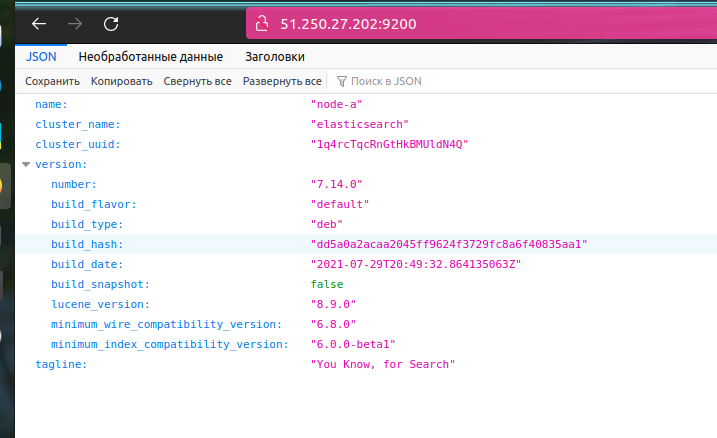 51.250.27.202:9200
JSON Необработанные данные Заголовки
Сохранить Копировать Свернуть все Развернуть все Поиск в JSON
name: "node-a"
cluster_name: "elasticsearch"
cluster_uuid: "1q4rcTqcRnGtHkBMUldN4Q"
version:
number: "7.14.0"
build_flavor: "default"
build_type: "deb"
build_hash: "dd5a0a2acaa2045ff9624f3729fc8a6f40835aa1"
build_date: "2021-07-29T20:49:32.864135063Z"
build_snapshot: false
lucene_version: "8.9.0"
minimum_wire_compatibility_version: "6.8.0"
minimum_index_compatibility_version: "6.0.0-beta1"
tagline: "You Know, for Search"